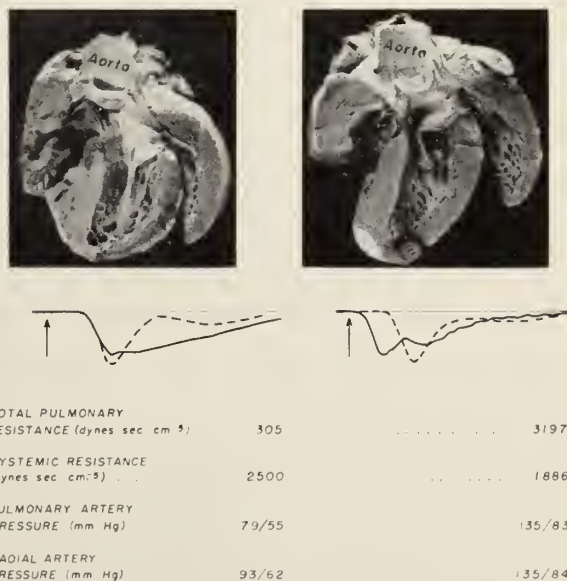 Aorta
Aorta
OTAL PULMONARY
ESISTANCE (dynes sec cm⁻⁵) 305 . . . . . . . . 3197
YSTEMIC RESISTANCE
ynes sec cm.⁻⁵) . . 2500 . . . . . . 1886
ULMONARY ARTERY
RESSURE (mm Hg) 79/55 135/83
ADIAL ARTERY
RESSURE (mm Hg) 93/62 135/84